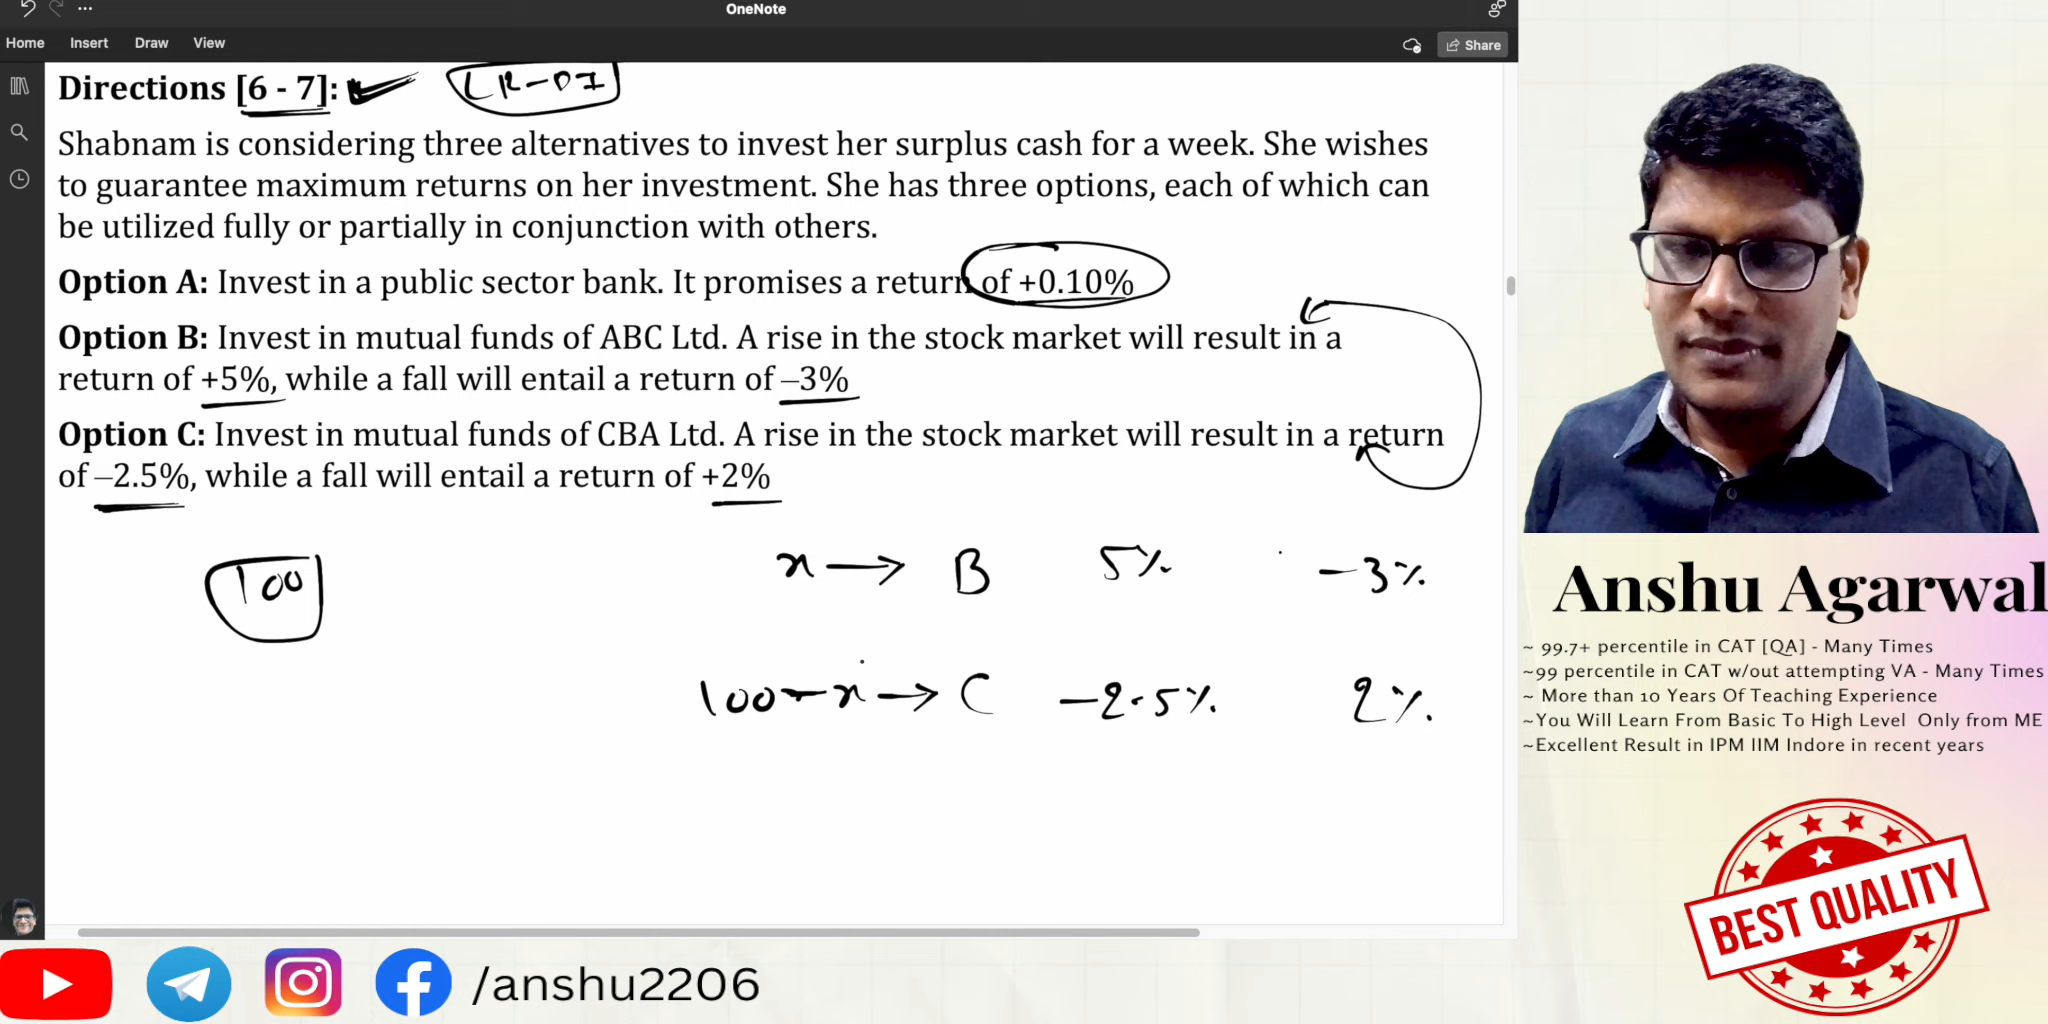 OneNote
Home Insert Draw View
Share
Directions [6 - 7]: LR-DI
Shabnam is considering three alternatives to invest her surplus cash for a week. She wishes
to guarantee maximum returns on her investment. She has three options, each of which can
be utilized fully or partially in conjunction with others.
Option A: Invest in a public sector bank. It promises a return of +0.10%
Option B: Invest in mutual funds of ABC Ltd. A rise in the stock market will result in a
return of +5%, while a fall will entail a return of –3%
Option C: Invest in mutual funds of CBA Ltd. A rise in the stock market will result in a return
of –2.5%, while a fall will entail a return of +2%
100
x → B 5% -3%
100-x → C -2.5% 2%
Anshu Agarwal
~ 99.7+ percentile in CAT [QA] - Many Times
~99 percentile in CAT w/out attempting VA - Many Times
~ More than 10 Years Of Teaching Experience
~You Will Learn From Basic To High Level Only from ME
~Excellent Result in IPM IIM Indore in recent years
BEST QUALITY
/anshu2206